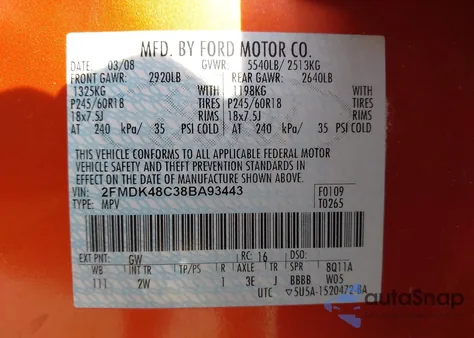 MFD. BY FORD MOTOR CO.
DATE: 03/08 GVWR: 5540LB/ 2513KG
FRONT GAWR: 2920LB REAR GAWR: 2640LB
1325KG 1198KG
P245/60R18 TIRES P245/60R18 TIRES
18x7.5J RIMS 18x7.5J RIMS
AT 240 kPa/ 35 PSI COLD AT 240 kPa/ 35 PSI COLD
THIS VEHICLE CONFORMS TO ALL APPLICABLE FEDERAL MOTOR
VEHICLE SAFETY AND THEFT PREVENTION STANDARDS IN
EFFECT ON THE DATE OF MANUFACTURE SHOWN ABOVE.
VIN: 2FMDK48C38BA93443 F0109
TYPE: MPV T0265
EXT PNT: GW RC: 16 DSO:
WB INT TR TP/PS R AXLE TR SPR 8Q11A
111 2W 1 3E J BBBB W05
UTC ▽5U5A-1520472-BA
autoSnap